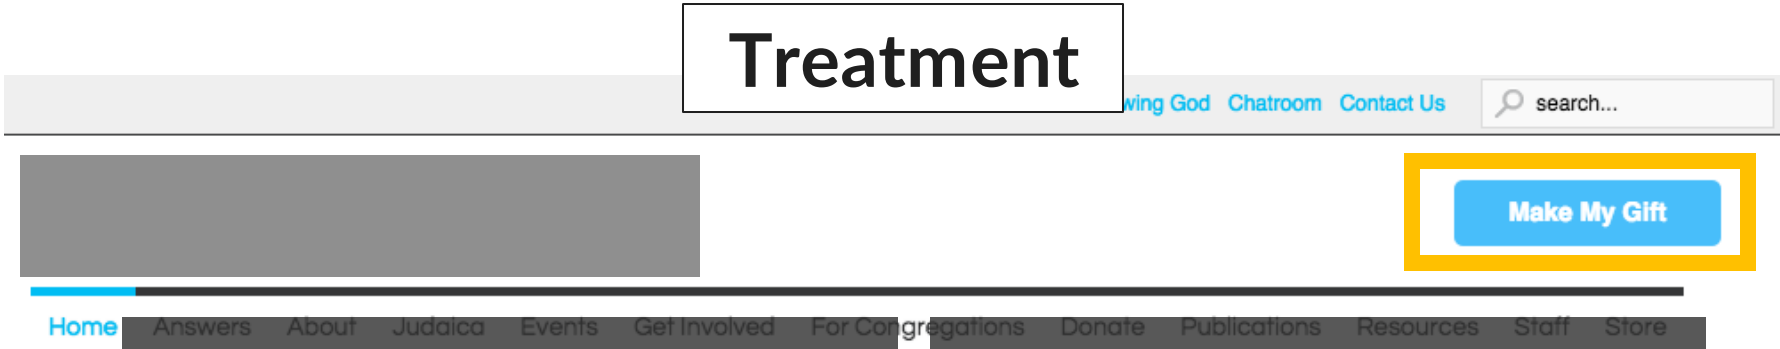 Treatment
wing God Chatroom Contact Us search...
Make My Gift
Home Answers About Judaica Events Get Involved For Congregations Donate Publications Resources Staff Store